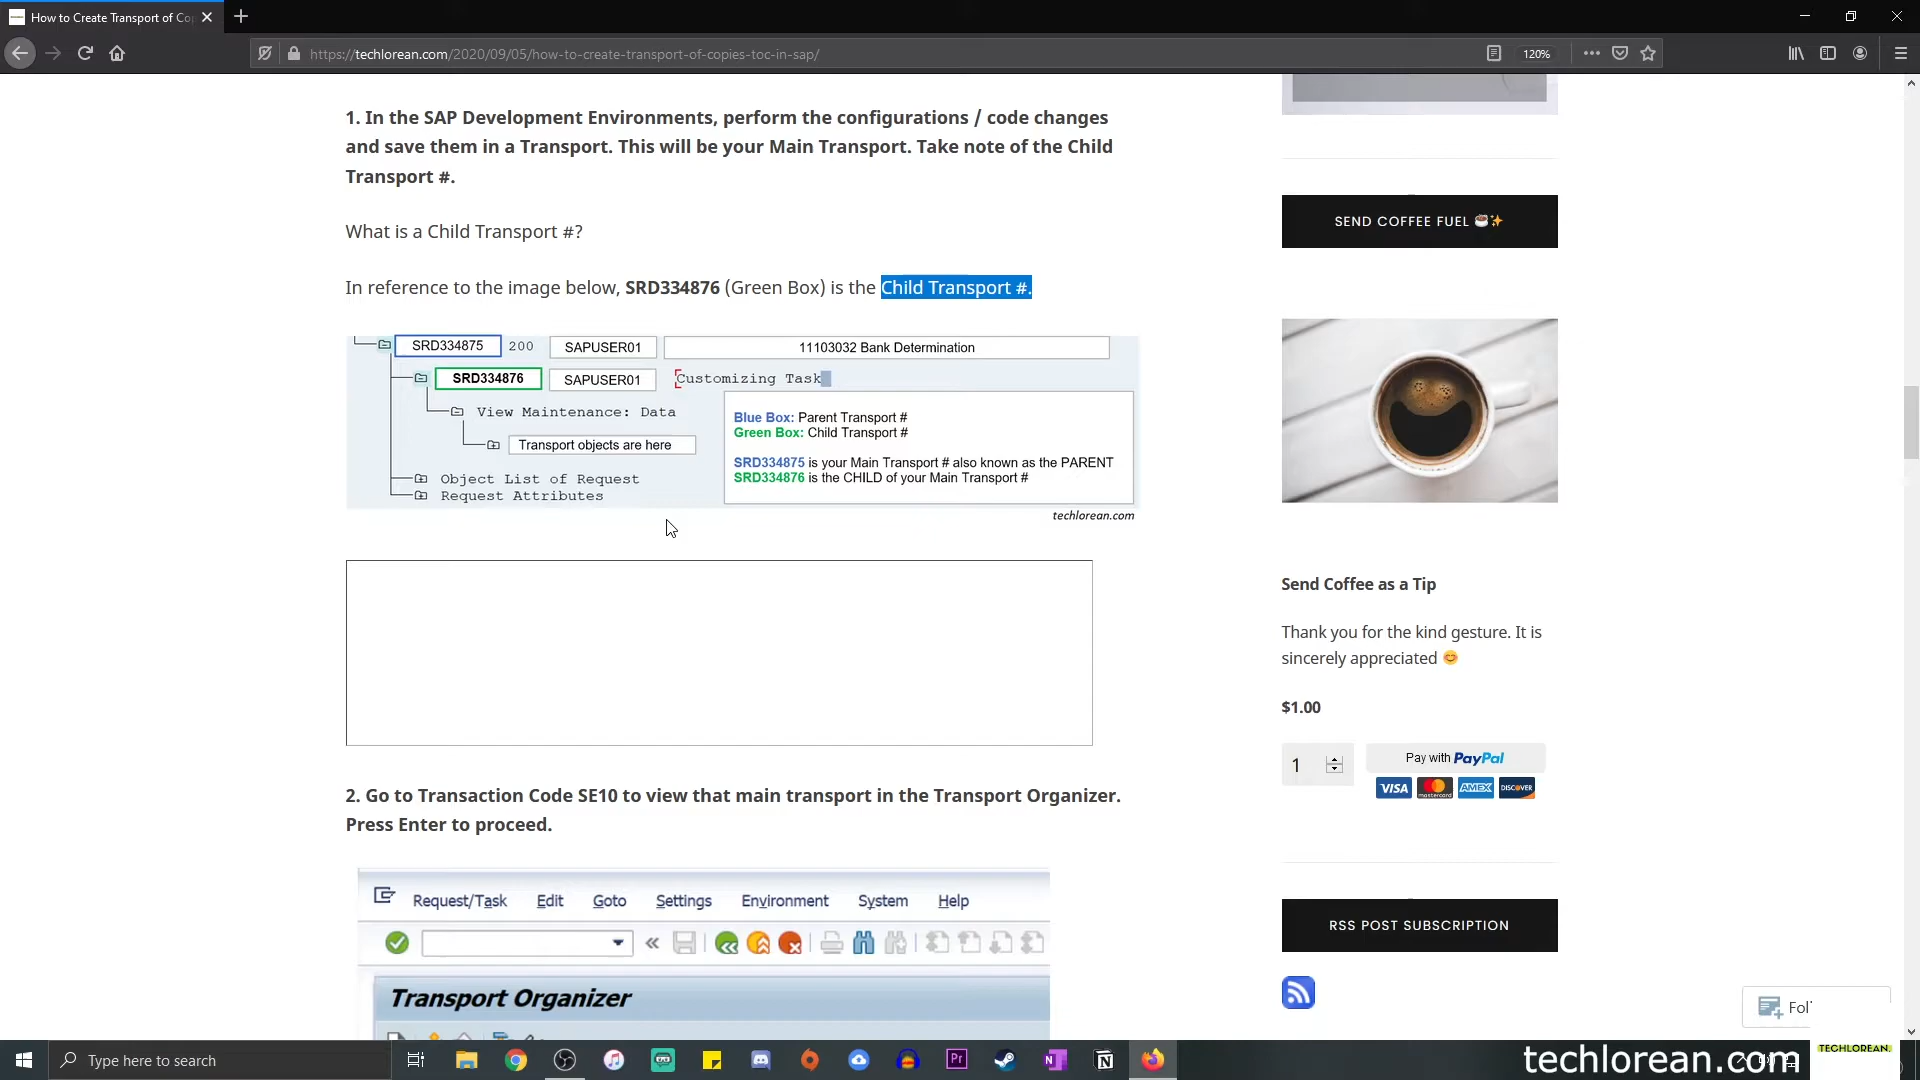 How to Create Transport of Co
https://techlorean.com/2020/09/05/how-to-create-transport-of-copies-toc-in-sap/
120%
1. In the SAP Development Environments, perform the configurations / code changes
and save them in a Transport. This will be your Main Transport. Take note of the Child
Transport #.
What is a Child Transport #?
In reference to the image below, SRD334876 (Green Box) is the Child Transport #.
SRD334875 200 SAPUSER01 11103032 Bank Determination
SRD334876 SAPUSER01 Customizing Task
View Maintenance: Data
Transport objects are here
Object List of Request
Request Attributes
Blue Box: Parent Transport #
Green Box: Child Transport #
SRD334875 is your Main Transport # also known as the PARENT
SRD334876 is the CHILD of your Main Transport #
techlorean.com
2. Go to Transaction Code SE10 to view that main transport in the Transport Organizer.
Press Enter to proceed.
Request/Task Edit Goto Settings Environment System Help
Transport Organizer
SEND COFFEE FUEL ☕✨
Send Coffee as a Tip
Thank you for the kind gesture. It is
sincerely appreciated 😊
$1.00
1
Pay with PayPal
VISA mastercard AMEX DISCOVER
RSS POST SUBSCRIPTION
Fol
Type here to search
Pr
techlorean.com
TECHLOREAN.